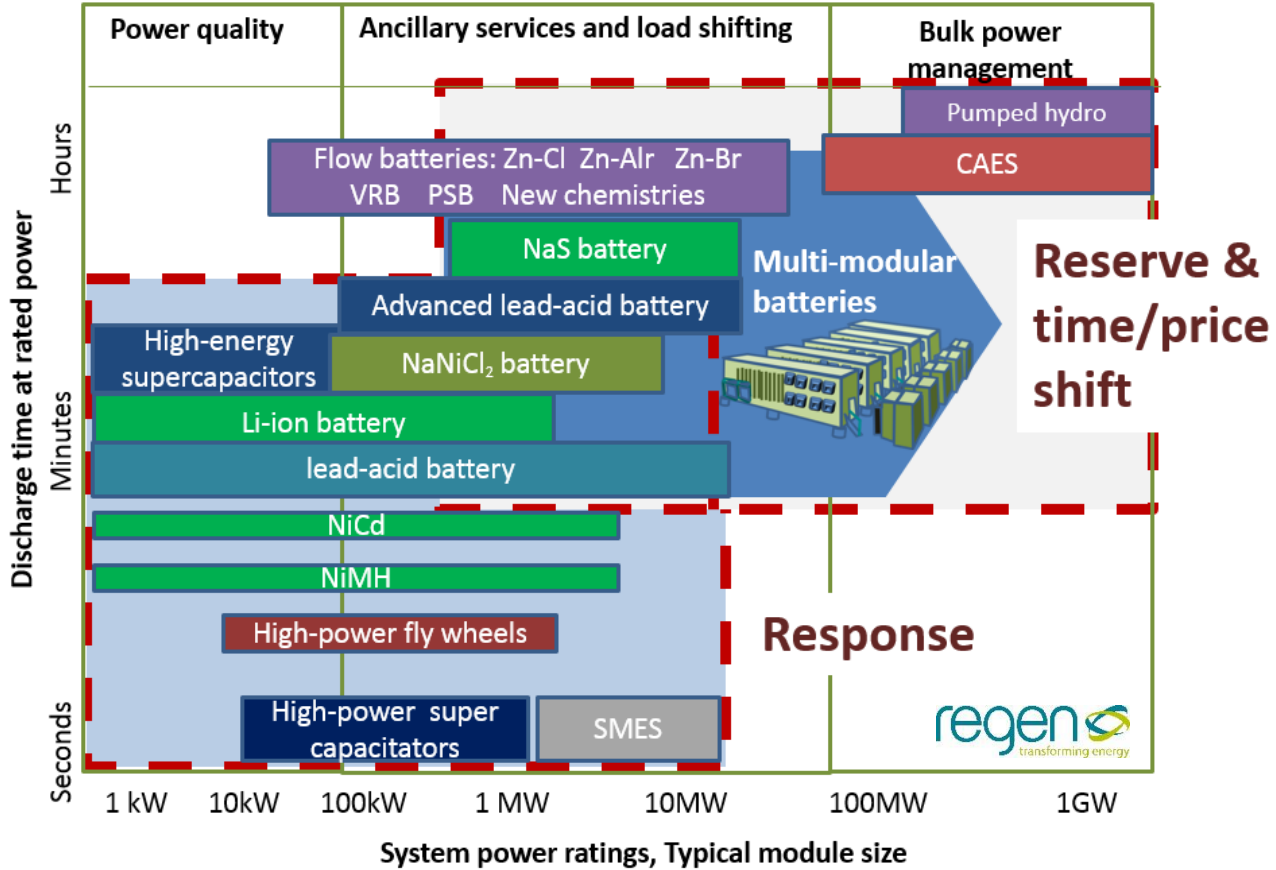 Power quality
Ancillary services and load shifting
Bulk power
management
Pumped hydro
CAES
Flow batteries: Zn-Cl Zn-AIr Zn-Br
VRB PSB New chemistries
NaS battery
Advanced lead-acid battery
Multi-modular
batteries
High-energy
supercapacitors
NaNiCl₂ battery
Li-ion battery
lead-acid battery
NiCd
NiMH
High-power fly wheels
High-power super
capacitators
SMES
Reserve &
time/price
shift
Response
regen
transforming energy
Discharge time at rated power
Hours
Minutes
Seconds
1 kW 10kW 100kW 1 MW 10MW 100MW 1GW
System power ratings, Typical module size